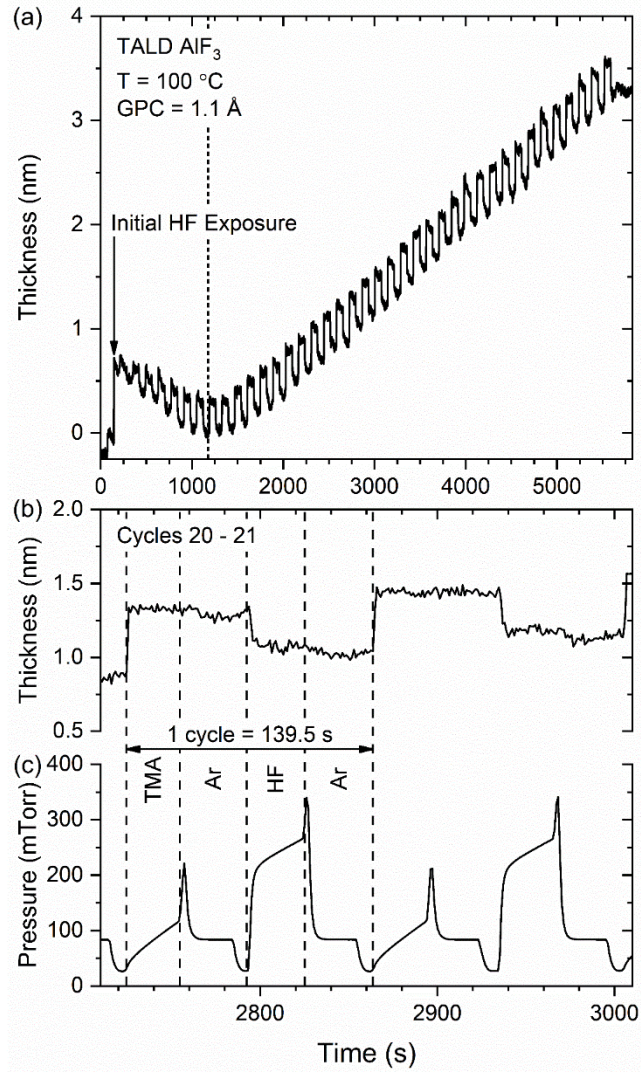 (a)
TALD AlF₃
T = 100 °C
GPC = 1.1 Å
Initial HF Exposure
Thickness (nm)
4
3
2
1
0
0 1000 2000 3000 4000 5000
(b)
Cycles 20 - 21
Thickness (nm)
2.0
1.5
1.0
0.5
1 cycle = 139.5 s
(c)
TMA
Ar
HF
Ar
Pressure (mTorr)
400
300
200
100
0
2800 2900 3000
Time (s)